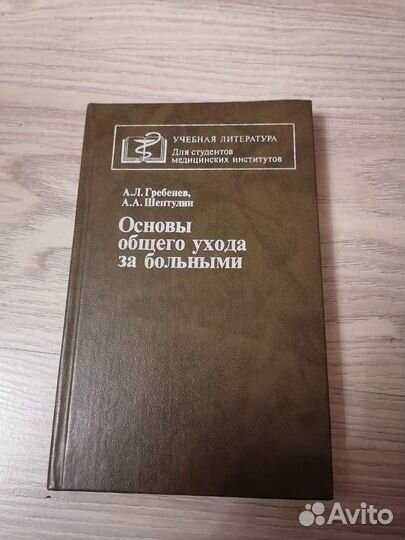 УЧЕБНАЯ ЛИТЕРАТУРА
Для студентов
медицинских институтов
А.Л. Гребенев,
А.А. Шептулин
Основы
общего ухода
за больными
Avito